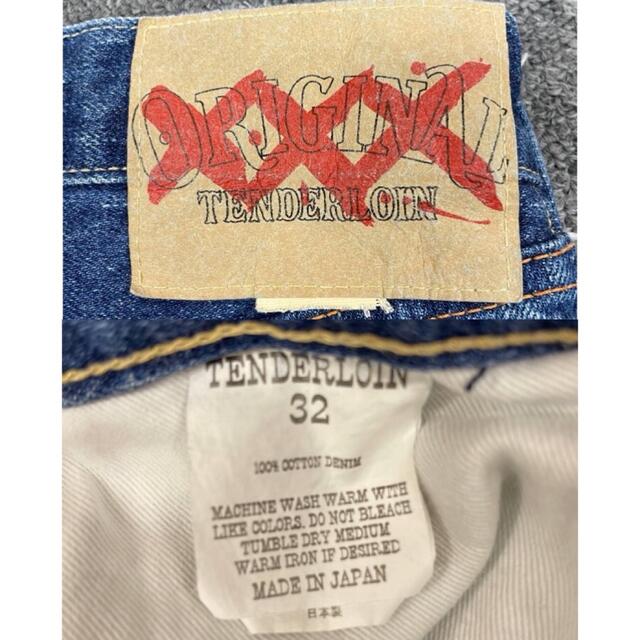 ORIGINAL
XXX
TENDERLOIN
TENDERLOIN
32
100% COTTON DENIM
MACHINE WASH WARM WITH
LIKE COLORS. DO NOT BLEACH
TUMBLE DRY MEDIUM
WARM IRON IF DESIRED
MADE IN JAPAN
日本製